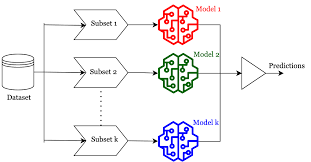 Model 1
Subset 1
Model 2
Subset 2
Predictions
Dataset
Model k
Subset k